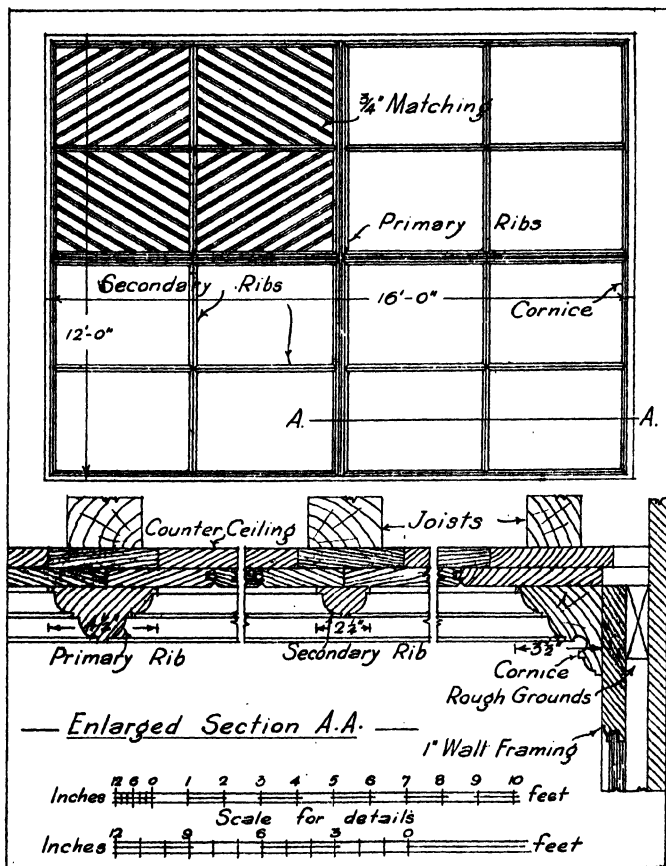 3/4" Matching
Primary Ribs
Secondary Ribs
16'-0"
Cornice
12'-0"
A. A.
Counter Ceiling
Joists
2½"
3½"
Primary Rib
Secondary Rib
Cornice
Rough Grounds
Enlarged Section A.A.
1" Wall Framing
12 6 0 1 2 3 4 5 6 7 8 9 10
Inches feet
Scale for details
12 9 6 3 0
Inches feet